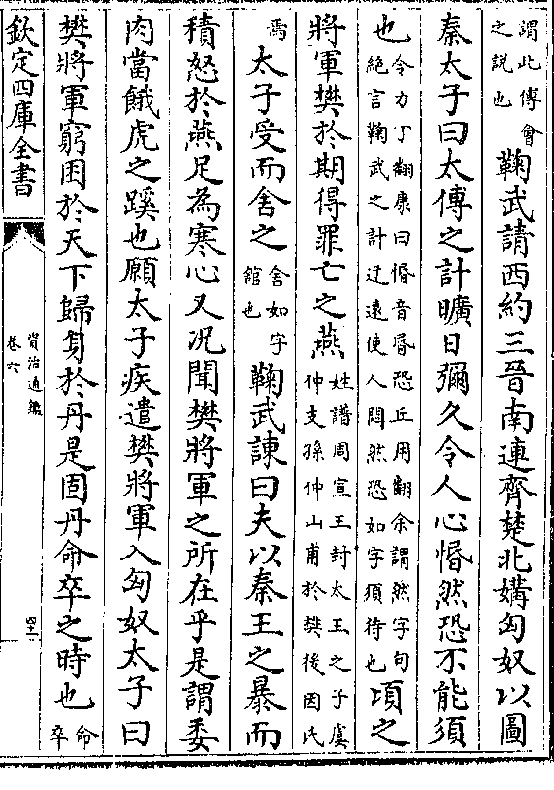 謂此傅會之說也鞠武請西約三晉南連齊楚北媾匈奴以圖
秦太子曰太傅之計曠日彌久令人心惽然恐不能須
也令力丁翻康曰惽音昬恐丘用翻余謂然字句絶言鞠武之計迂遠使人悶然恐如字須待也頃之
將軍樊於期得罪亡之燕姓譜周宣王封太王之子虞仲支孫仲山甫於樊後因氏
焉太子受而舍之舍如字館也鞠武諫曰夫以秦王之暴而
積怒於燕足為寒心又況聞樊將軍之所在乎是謂委
肉當餓虎之蹊也願太子疾遣樊將軍入匈奴太子曰
樊將軍窮困於天下歸身於丹是固丹命卒之時也命卒
欽定四庫全書
資治通鑑
卷六
四十一